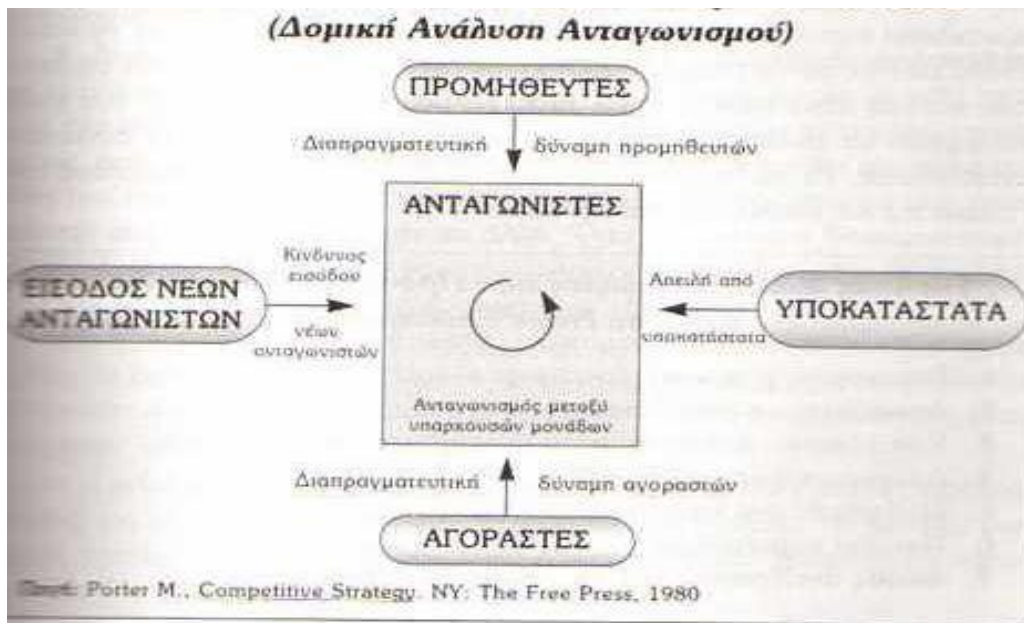 (Δομική Ανάλυση Ανταγωνισμού)
ΠΡΟΜΗΘΕΥΤΕΣ
Διαπραγματευτική δύναμη προμηθευτών
ΑΝΤΑΓΩΝΙΣΤΕΣ
Κίνδυνος
εισόδου
ΕΙΣΟΔΟΣ ΝΕΩΝ
ΑΝΤΑΓΩΝΙΣΤΩΝ
νέων
ανταγωνιστών
Απειλή από
υποκατάστατα
ΥΠΟΚΑΤΑΣΤΑΤΑ
Ανταγωνισμός μεταξύ
υπαρχουσών μονάδων
Διαπραγματευτική δύναμη αγοραστών
ΑΓΟΡΑΣΤΕΣ
Porter M., Competitive Strategy. NY: The Free Press, 1980